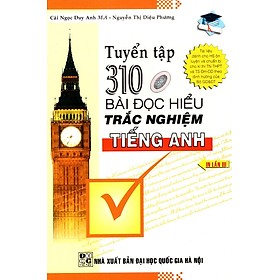 Cái Ngọc Duy Anh M.A - Nguyễn Thị Diệu Phương
Tuyển tập
310
BÀI ĐỌC HIỂU
TRẮC NGHIỆM
TIẾNG ANH
NHÀ XUẤT BẢN ĐẠI HỌC QUỐC GIA HÀ NỘI